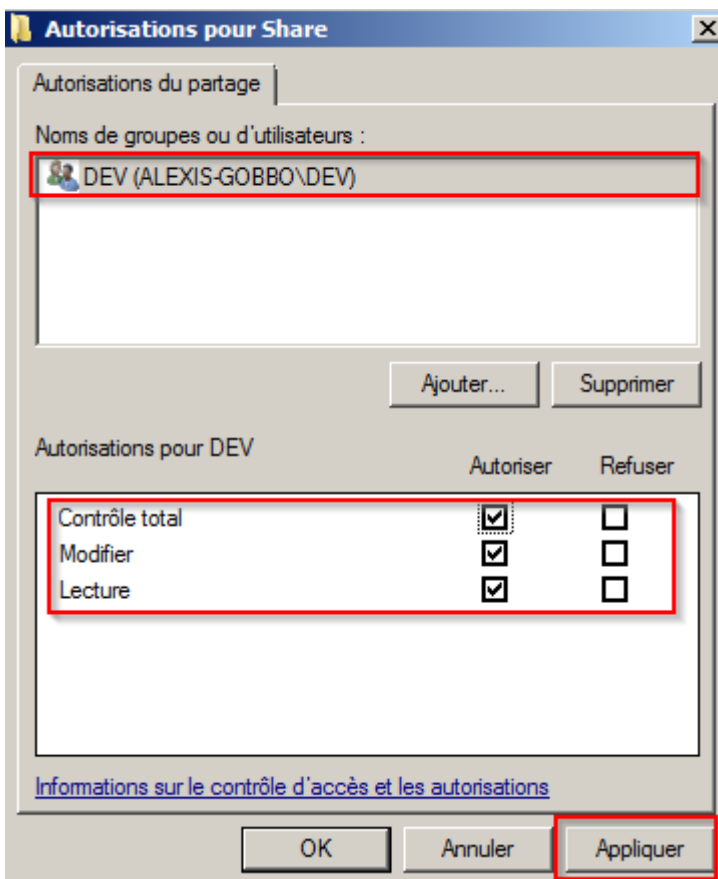 Autorisations pour Share
Autorisations du partage
Noms de groupes ou d'utilisateurs :
DEV (ALEXIS-GOBBO\DEV)
Ajouter... Supprimer
Autorisations pour DEV Autoriser Refuser
Contrôle total
Modifier
Lecture
Informations sur le contrôle d'accès et les autorisations
OK Annuler Appliquer